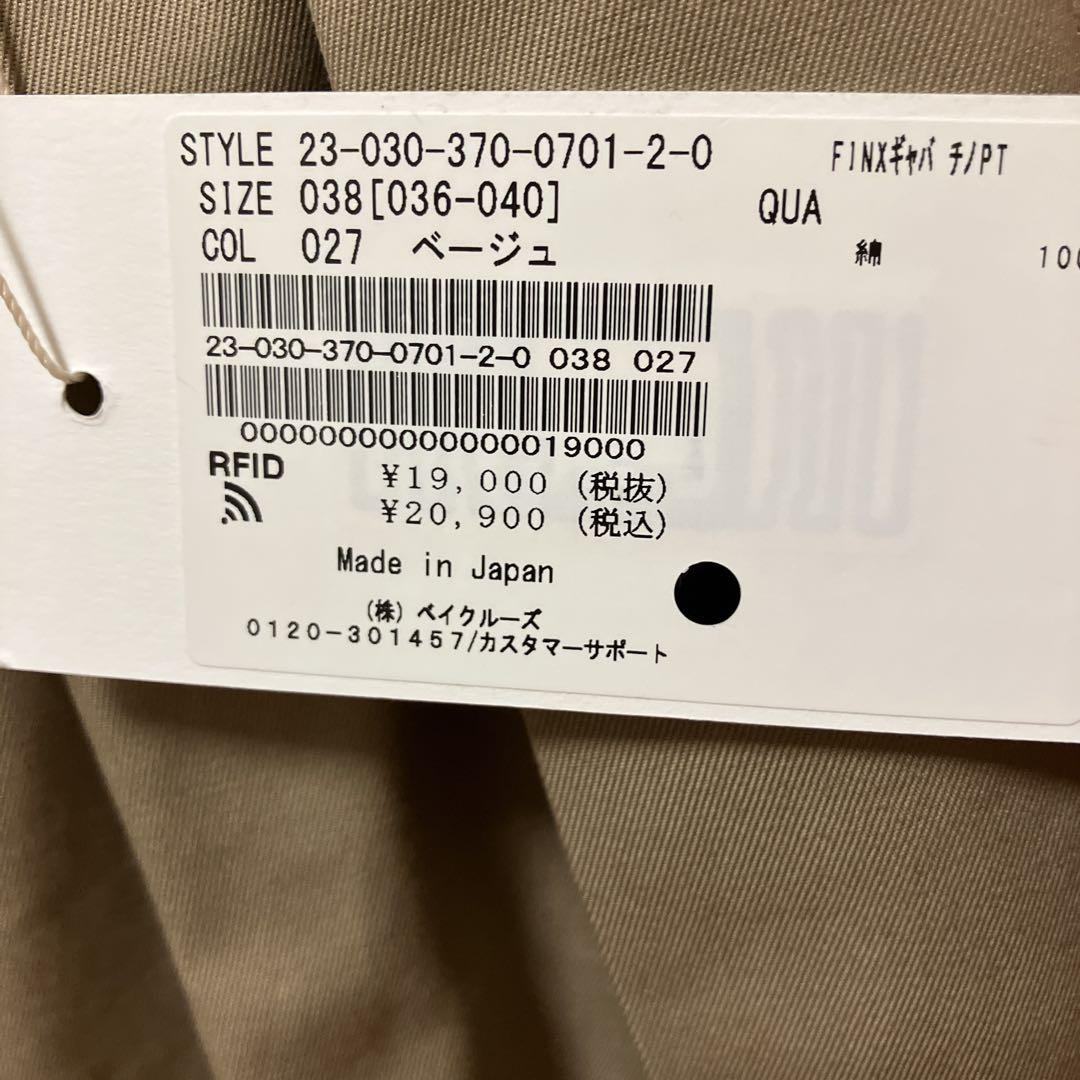 STYLE 23-030-370-0701-2-0 FINXギャバ チノPT
SIZE 038[036-040] QUA
COL 027 ベージュ 綿 100
23-030-370-0701-2-0 038 027
00000000000000019000
RFID
¥19,000 (税抜)
¥20,900 (税込)
Made in Japan
(株) ベイクルーズ
0120-301457/カスタマーサポート